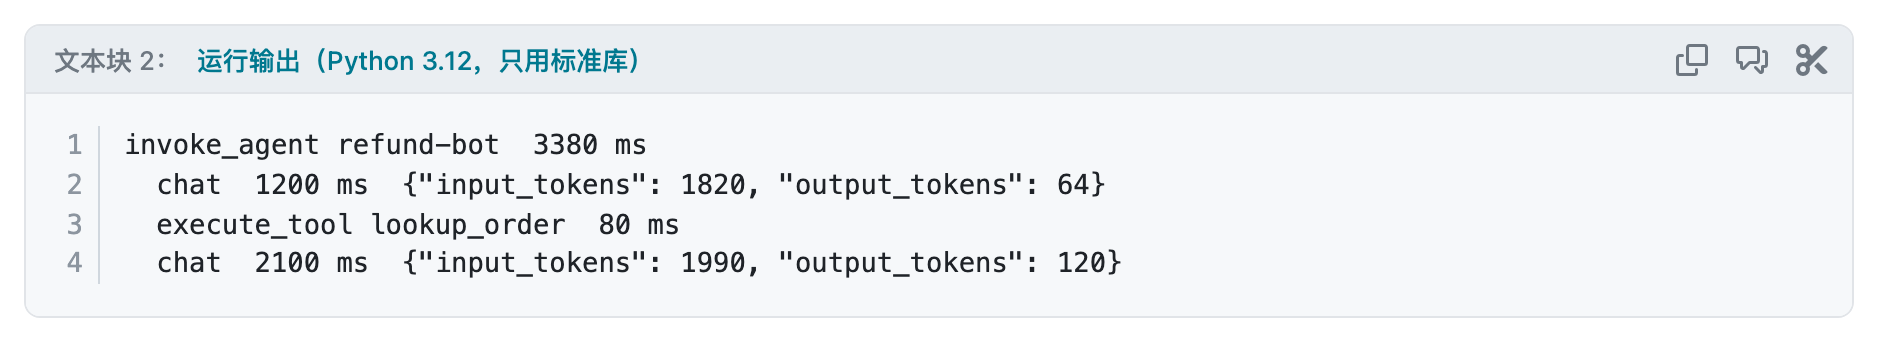 文本块 2： 运行输出（Python 3.12，只用标准库）
1 invoke_agent refund-bot  3380 ms
2   chat  1200 ms  {"input_tokens": 1820, "output_tokens": 64}
3   execute_tool lookup_order  80 ms
4   chat  2100 ms  {"input_tokens": 1990, "output_tokens": 120}